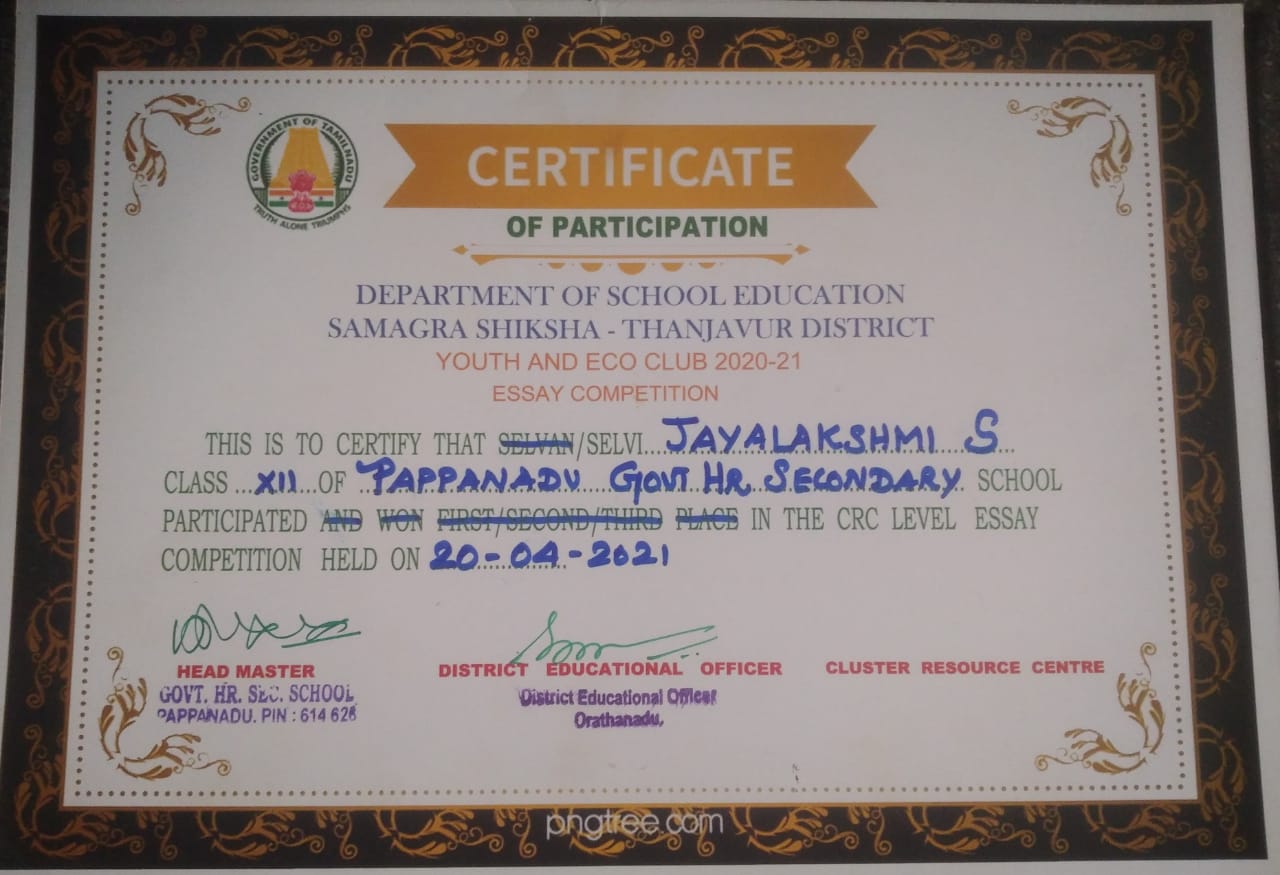 GOVERNMENT OF TAMILNADU
TRUTH ALONE TRIUMPHS
CERTIFICATE
OF PARTICIPATION
DEPARTMENT OF SCHOOL EDUCATION
SAMAGRA SHIKSHA - THANJAVUR DISTRICT
YOUTH AND ECO CLUB 2020-21
ESSAY COMPETITION
THIS IS TO CERTIFY THAT SELVAN/SELVI JAYALAKSHMI S
CLASS XII OF PAPPANADU GOVT HR. SECONDARY SCHOOL
PARTICIPATED AND WON FIRST/SECOND/THIRD PLACE IN THE CRC LEVEL ESSAY
COMPETITION HELD ON 20-04-2021
HEAD MASTER DISTRICT EDUCATIONAL OFFICER CLUSTER RESOURCE CENTRE
GOVT. HR. SEC. SCHOOL
PAPPANADU. PIN : 614 626
District Educational Officer
Orathanadu,
pngtree.com